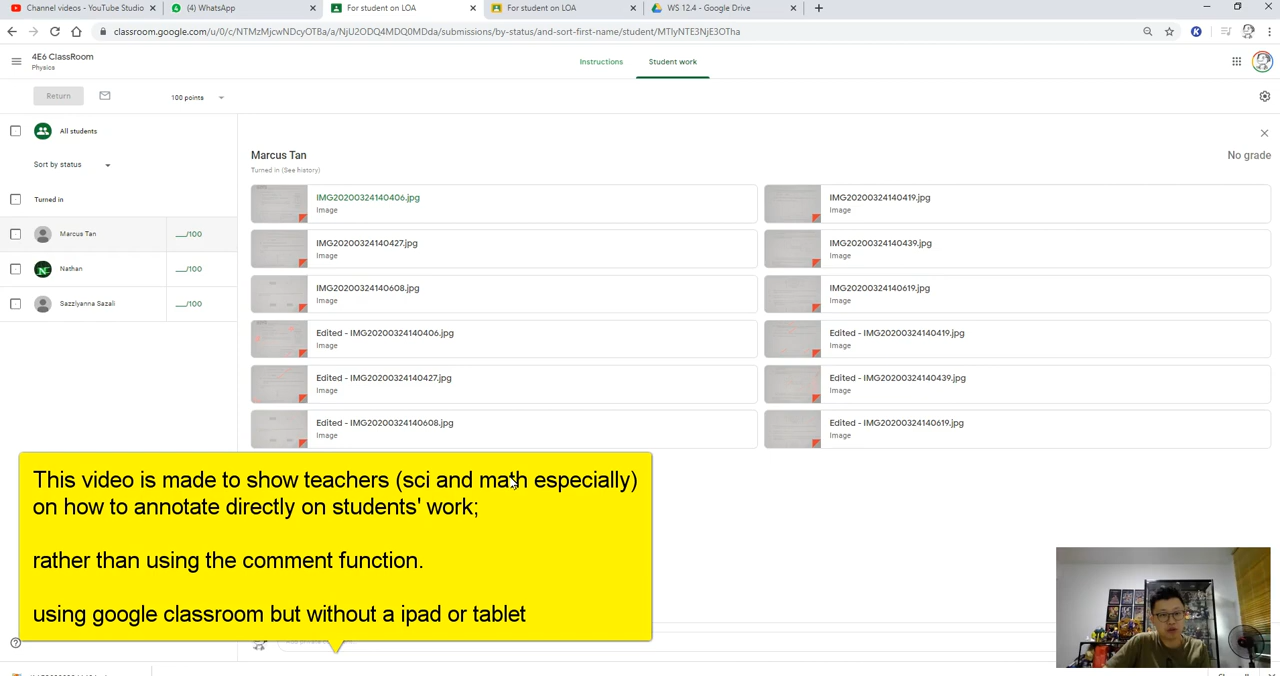 Channel videos - YouTube Studio
(4) WhatsApp
For student on LOA
For student on LOA
WS 12.4 - Google Drive
classroom.google.com/u/0/c/NTMzMjcwNDcyOTBa/a/NjU2ODQ4MDQ0MDda/submissions/by-status/and-sort-first-name/student/MTIyNTE3NjE3OTha
4E6 ClassRoom
Physics
Instructions
Student work
Return
100 points
All students
Sort by status
Turned in
Marcus Tan
__/100
Nathan
__/100
Sazzlyanna Sazali
__/100
Marcus Tan
No grade
Turned in (See history)
IMG20200324140406.jpg
Image
IMG20200324140419.jpg
Image
IMG20200324140427.jpg
Image
IMG20200324140439.jpg
Image
IMG20200324140608.jpg
Image
IMG20200324140619.jpg
Image
Edited - IMG20200324140406.jpg
Image
Edited - IMG20200324140419.jpg
Image
Edited - IMG20200324140427.jpg
Image
Edited - IMG20200324140439.jpg
Image
Edited - IMG20200324140608.jpg
Image
Edited - IMG20200324140619.jpg
Image
This video is made to show teachers (sci and math especially)
on how to annotate directly on students' work;
rather than using the comment function.
using google classroom but without a ipad or tablet